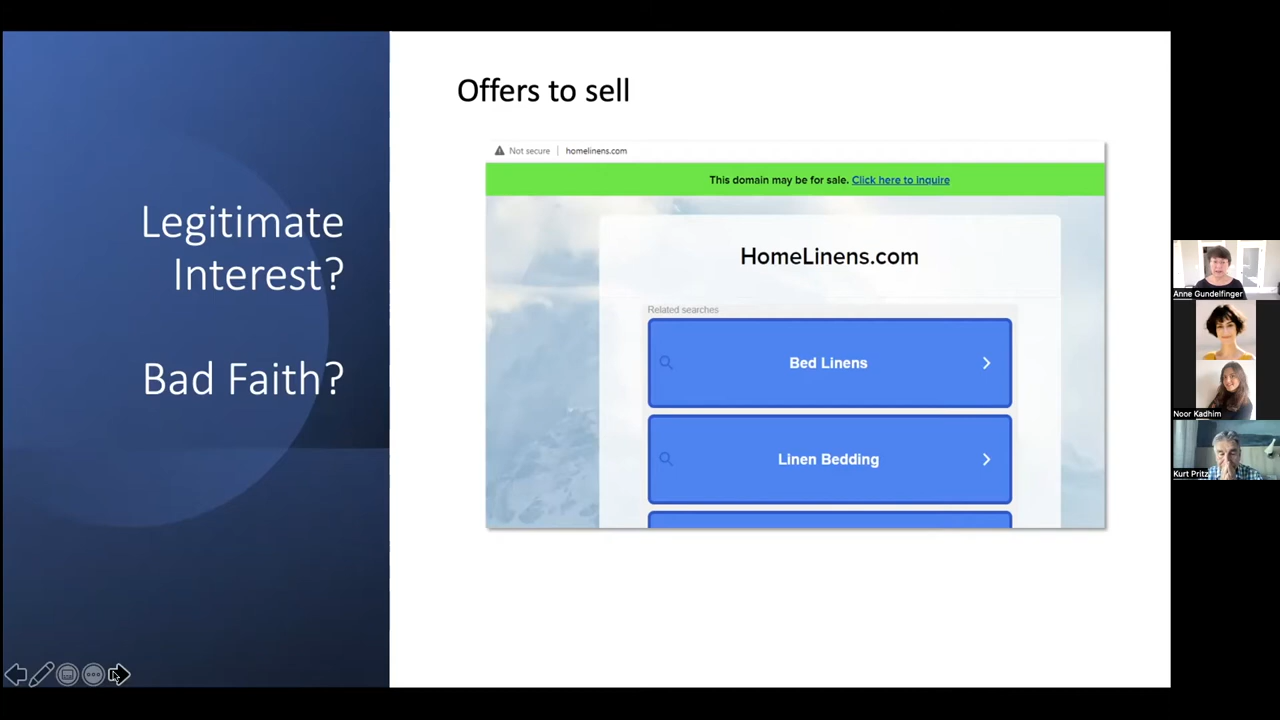 Legitimate
Interest?
Bad Faith?
Offers to sell
Not secure | homelinens.com
This domain may be for sale. Click here to inquire
HomeLinens.com
Related searches
Bed Linens
Linen Bedding
Anne Gundelfinger
Noor Kadhim
Kurt Pritz